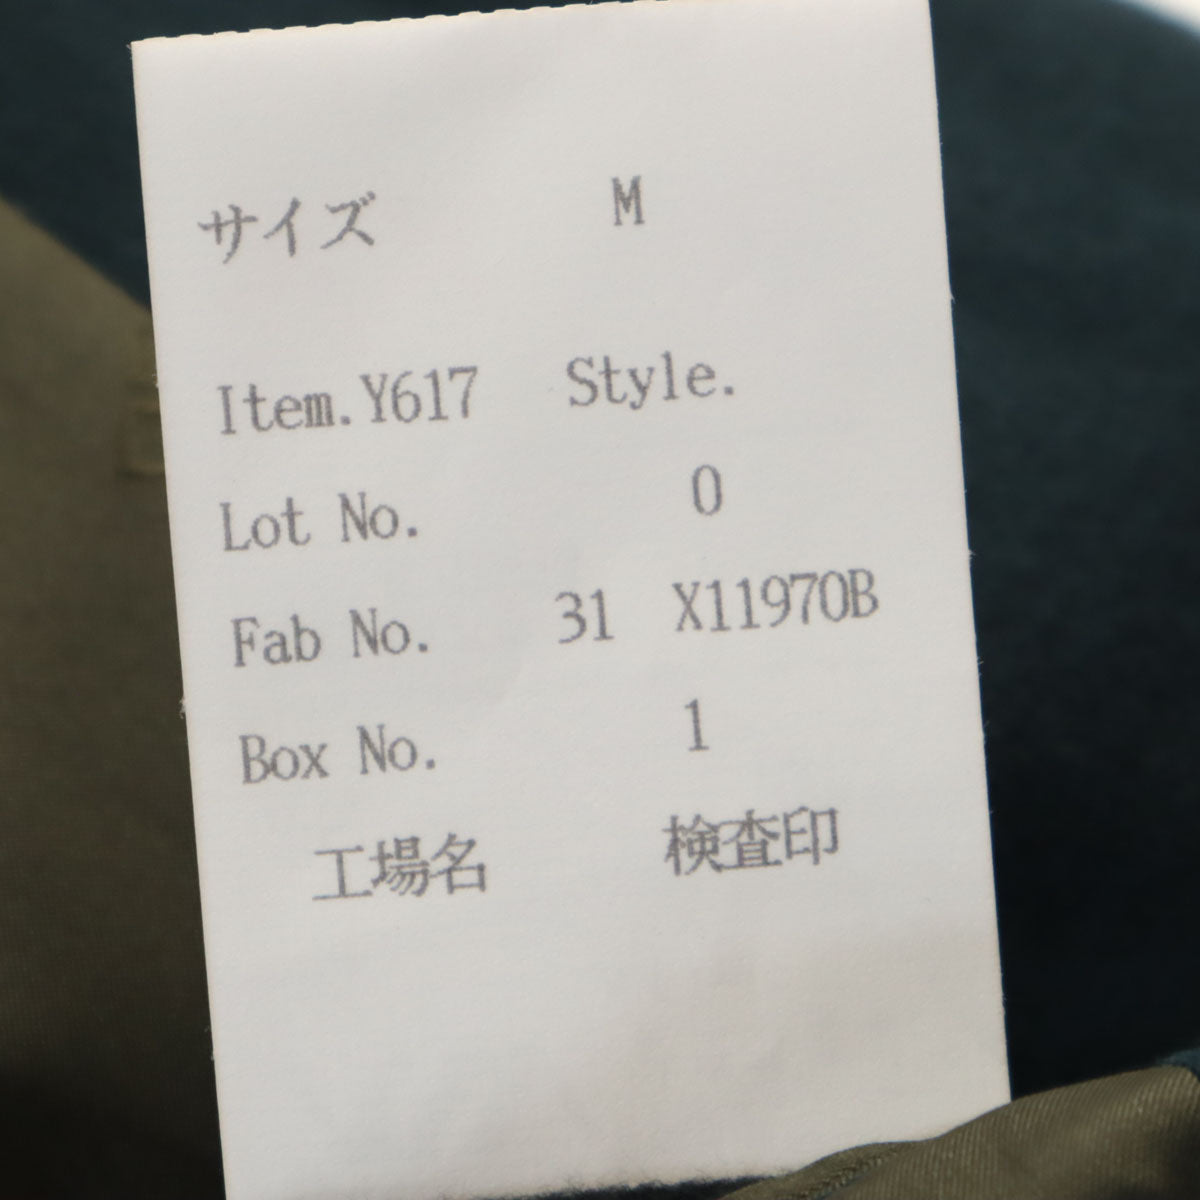 サイズ M
Item.Y617 Style.
Lot No. 0
Fab No. 31 X11970B
Box No. 1
工場名 検査印